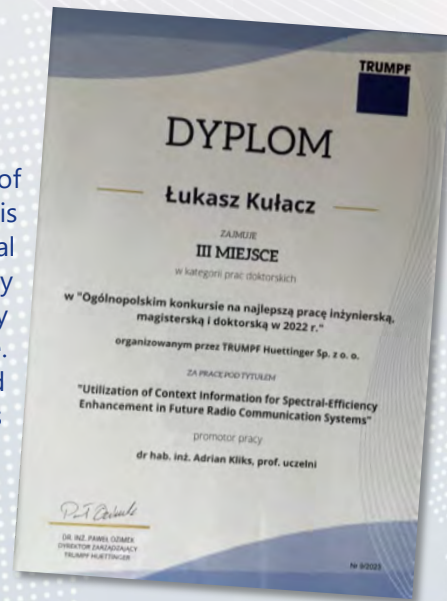 of
is
al
y
y
.
d
s
TRUMPF
DYPLOM
Łukasz Kułacz
ZAJMUJE
III MIEJSCE
w kategorii prac doktorskich
w "Ogólnopolskim konkursie na najlepszą pracę inżynierską,
magisterską i doktorską w 2022 r."
organizowanym przez TRUMPF Huettinger Sp. z o. o.
ZA PRACĘ POD TYTUŁEM
"Utilization of Context Information for Spectral-Efficiency
Enhancement in Future Radio Communication Systems"
promotor pracy
dr hab. inż. Adrian Kliks, prof. uczelni
DR. INŻ. PAWEŁ OZIMEK
DYREKTOR ZARZĄDZAJĄCY
TRUMPF HUETTINGER
Nr 9/2023